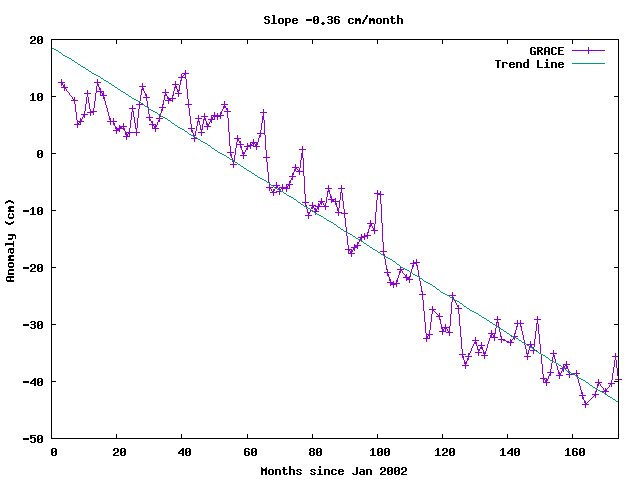 Slope -0.36 cm/month
GRACE
Trend Line
20
10
0
-10
-20
-30
-40
-50
Anomaly (cm)
0 20 40 60 80 100 120 140 160
Months since Jan 2002